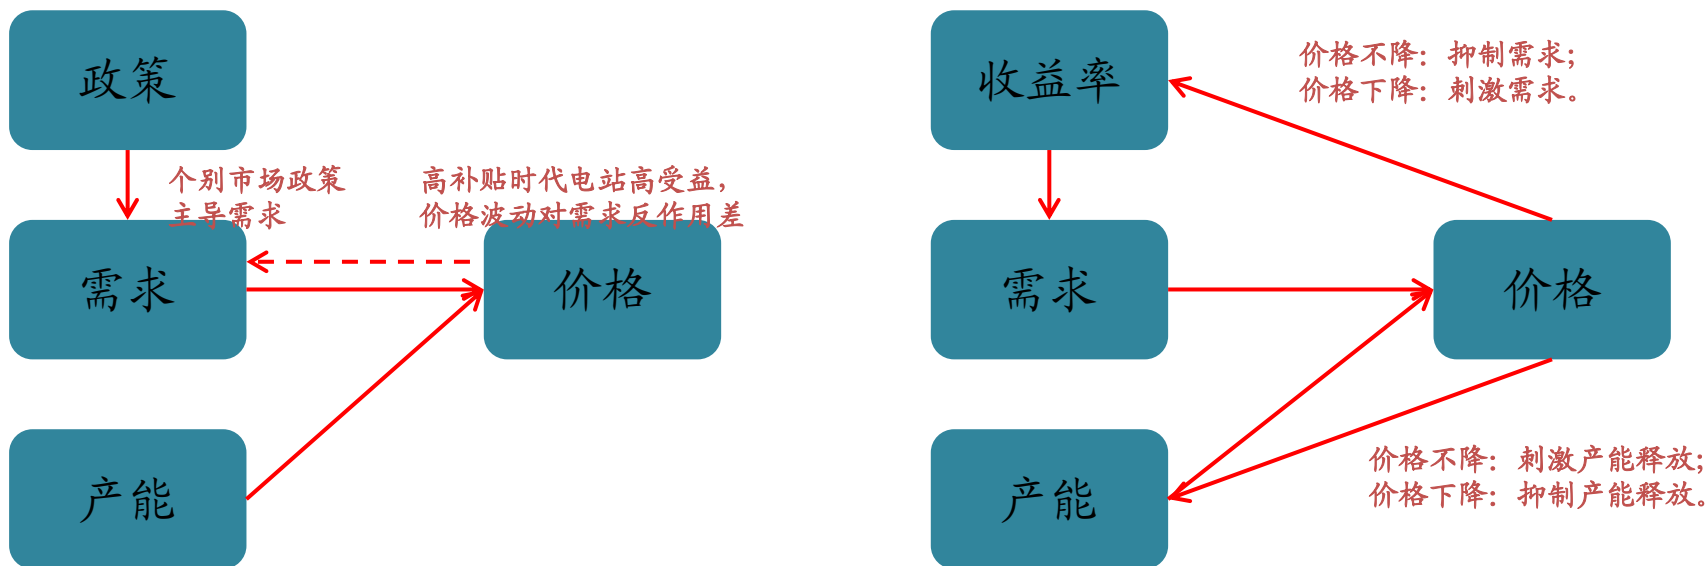 政策
个别市场政策
主导需求
高补贴时代电站高受益，
价格波动对需求反作用差
需求
价格
产能
收益率
价格不降：抑制需求；
价格下降：刺激需求。
需求
价格
产能
价格不降：刺激产能释放；
价格下降：抑制产能释放。